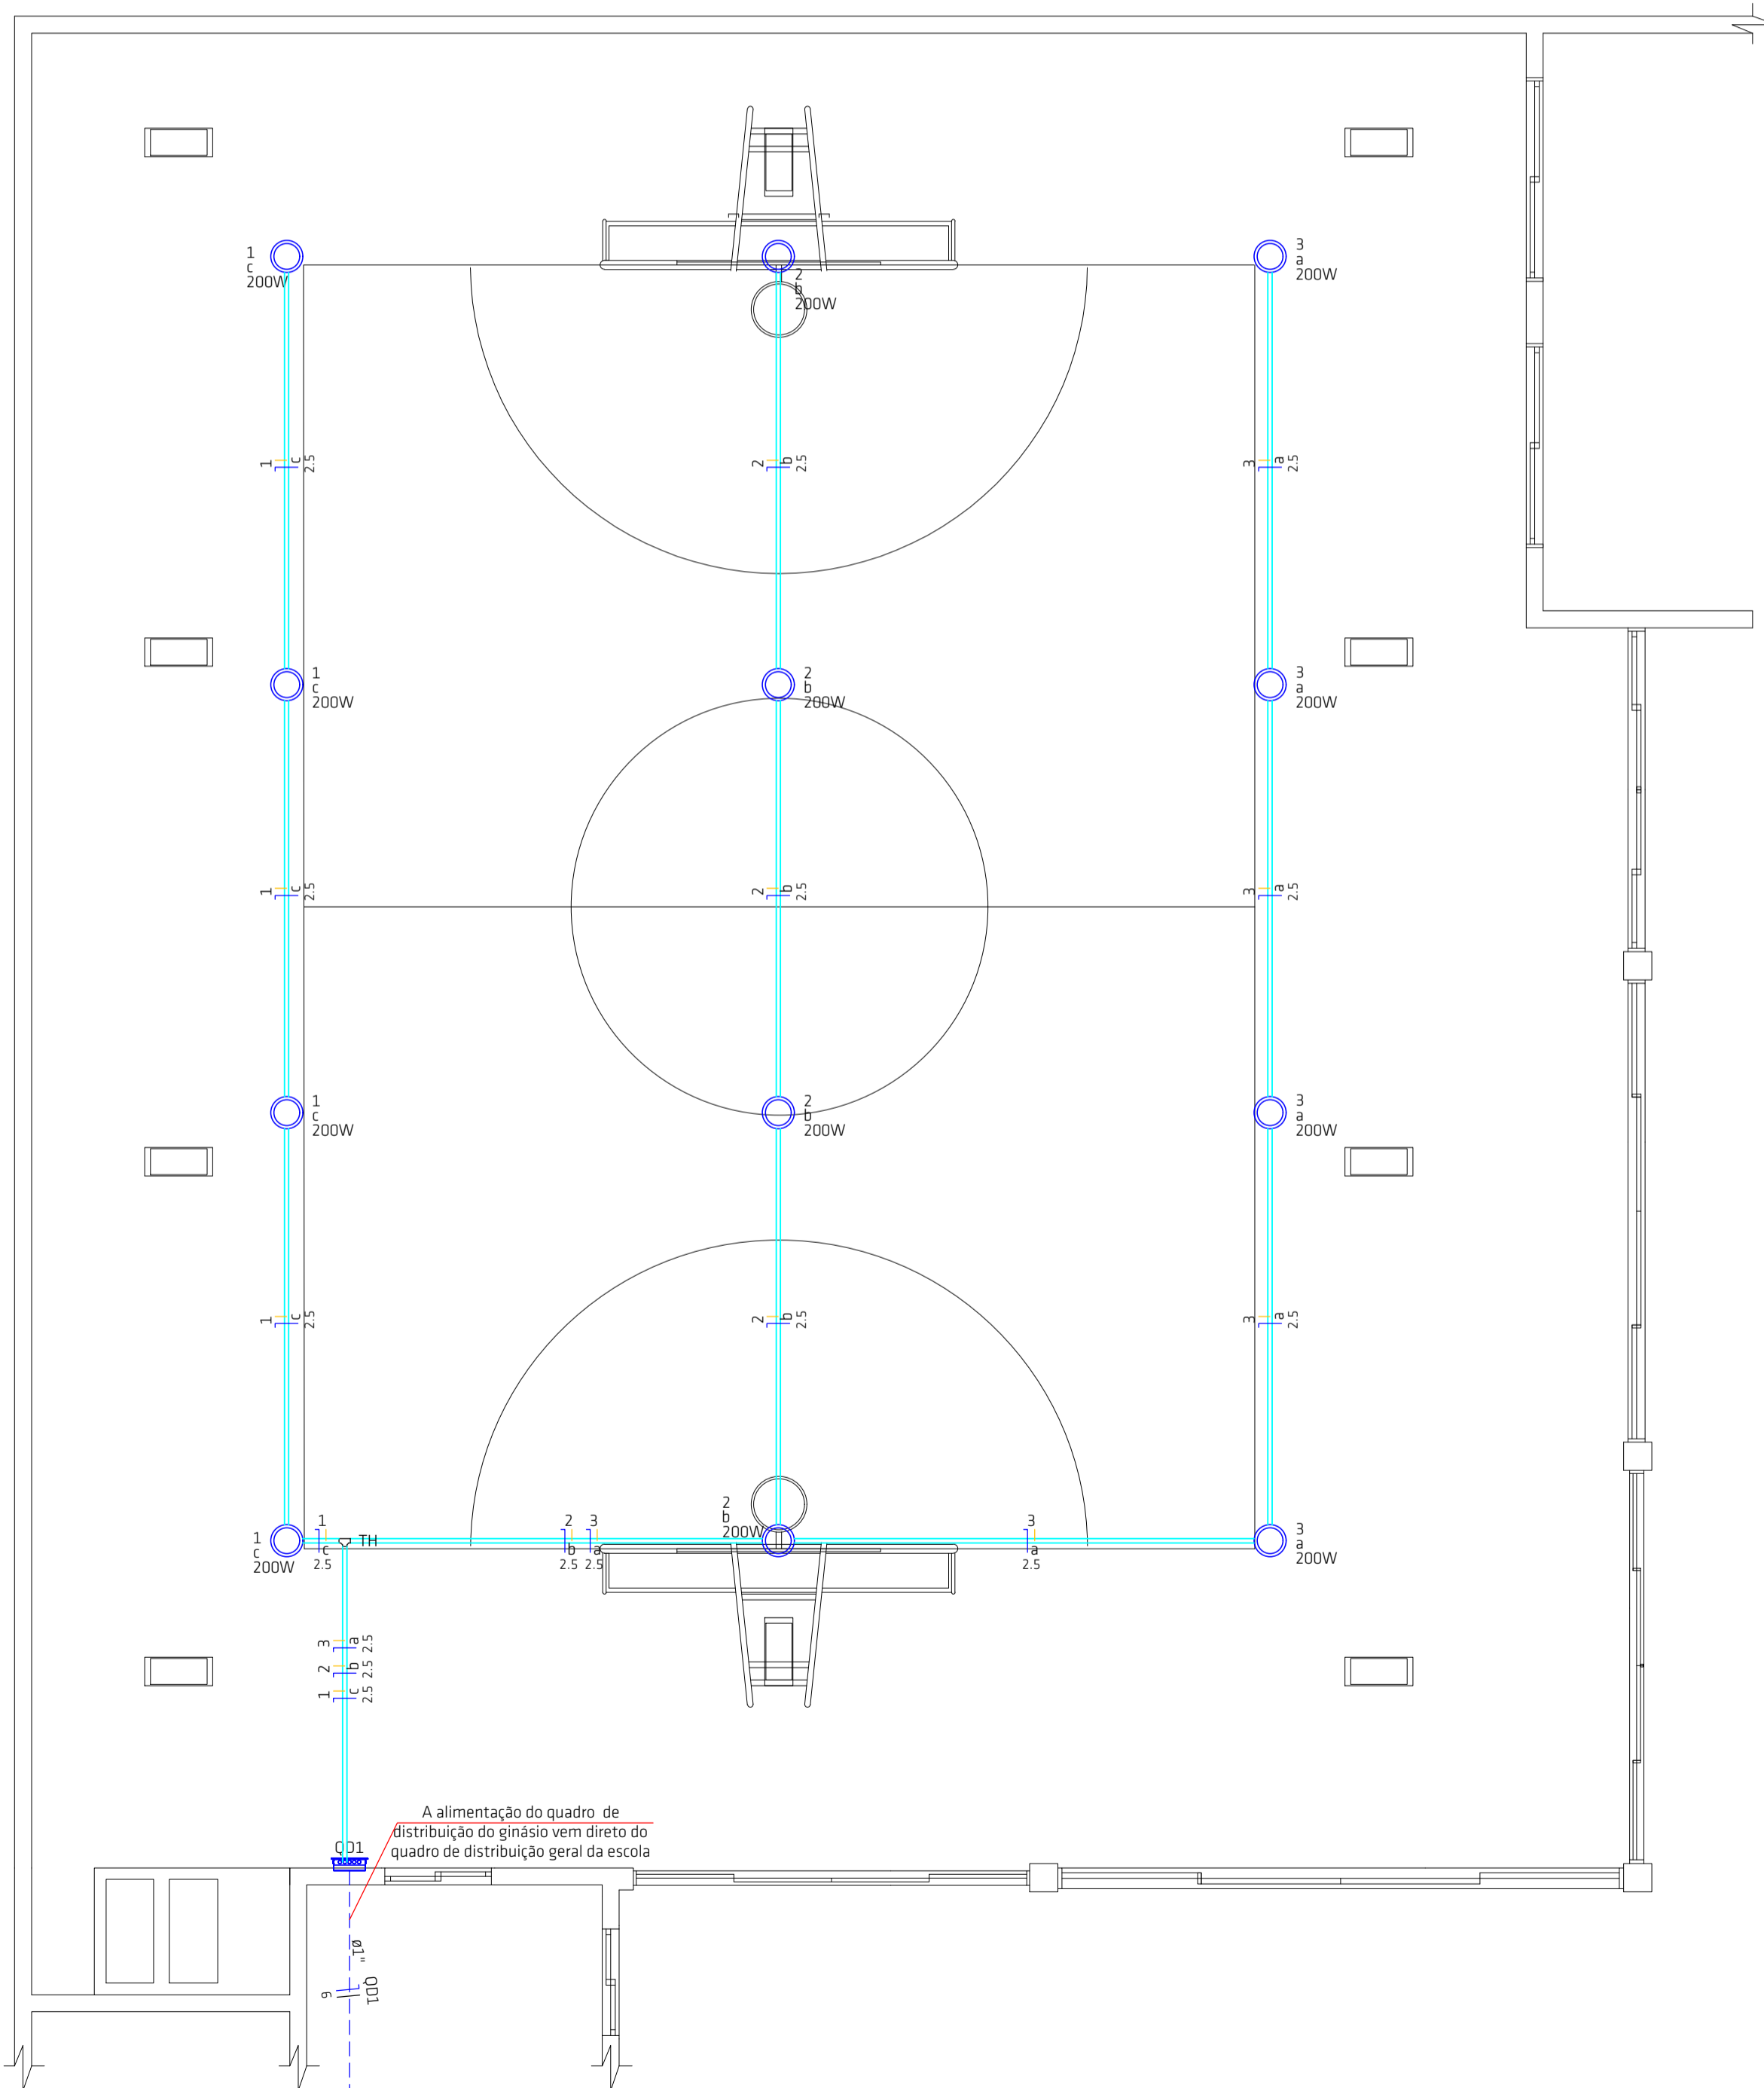 1
c
200W
2
b
200W
3
a
200W
1
c
2.5
2
b
2.5
3
a
2.5
1
c
200W
2
b
200W
3
a
200W
1
c
2.5
2
b
2.5
3
a
2.5
1
c
200W
2
b
200W
3
a
200W
1
c
2.5
2
b
2.5
3
a
2.5
1
c
200W
1
c
2.5
TH
2
b
2.5
3
a
2.5
2
b
200W
3
a
2.5
3
a
200W
3
a
2.5
2
b
2.5
1
c
2.5
A alimentação do quadro de
distribuição do ginásio vem direto do
quadro de distribuição geral da escola
QD1
ø1"
QD1
6